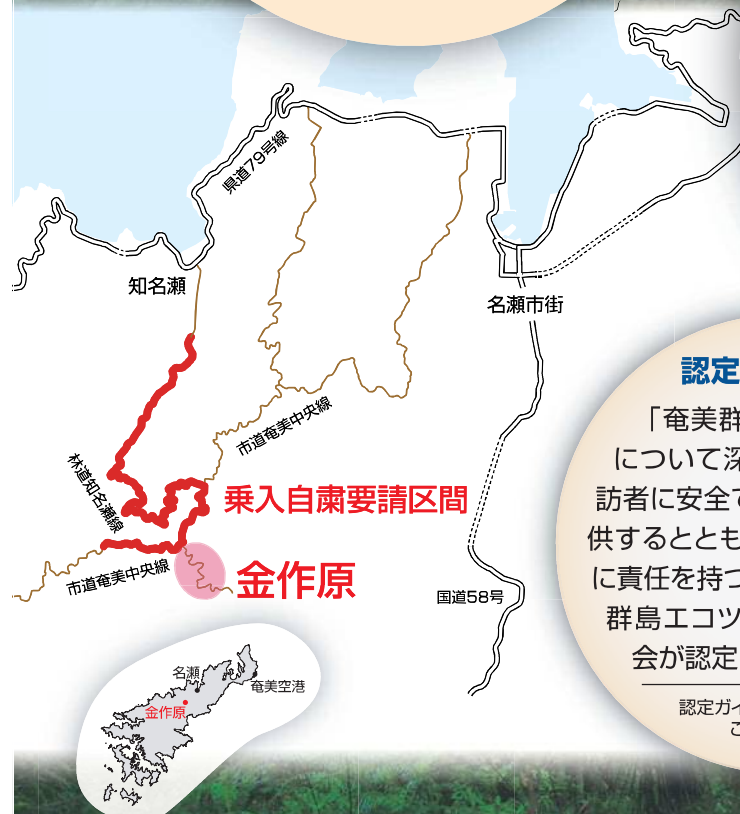 県道79号線
知名瀬
名瀬市街
市道奄美中央線
林道知名瀬線
乗入自粛要請区間
市道奄美中央線
金作原
国道58号
名瀬
奄美空港
金作原
認定
「奄美群
について深
訪者に安全で
供するととも
に責任を持つ
群島エコツ
会が認定
認定ガイ
こ